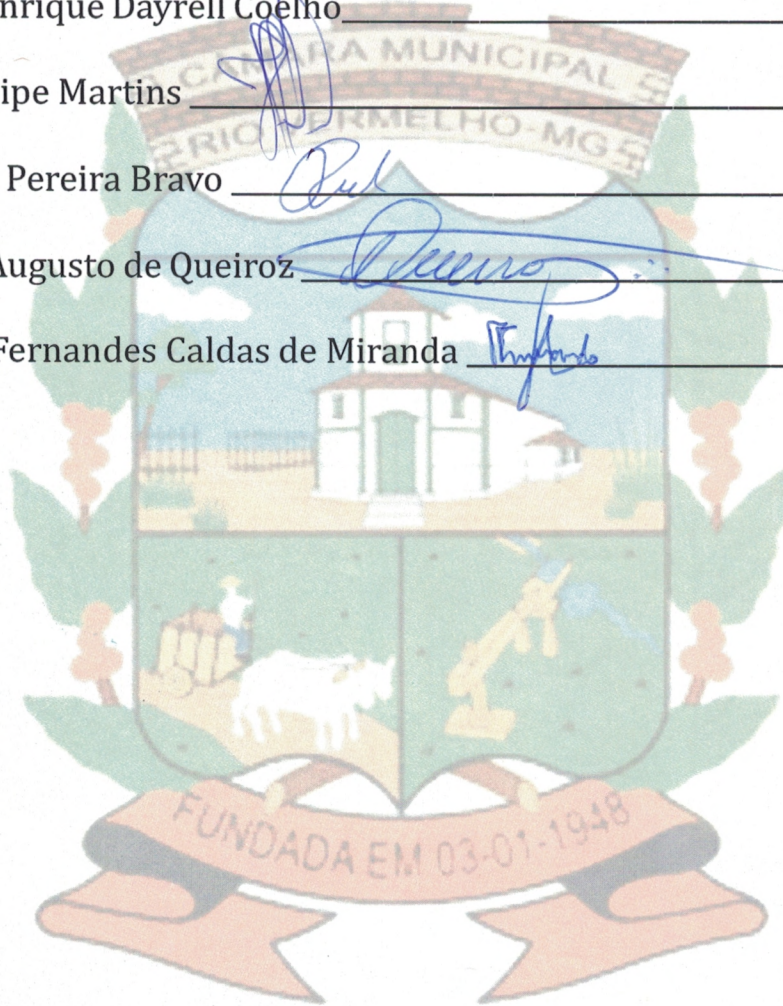 nrique Dayrell Coelho
ipe Martins
Pereira Bravo
Augusto de Queiroz
Fernandes Caldas de Miranda
CÂMARA MUNICIPAL
RIO VERMELHO-MG
FUNDADA EM 03-01-1948